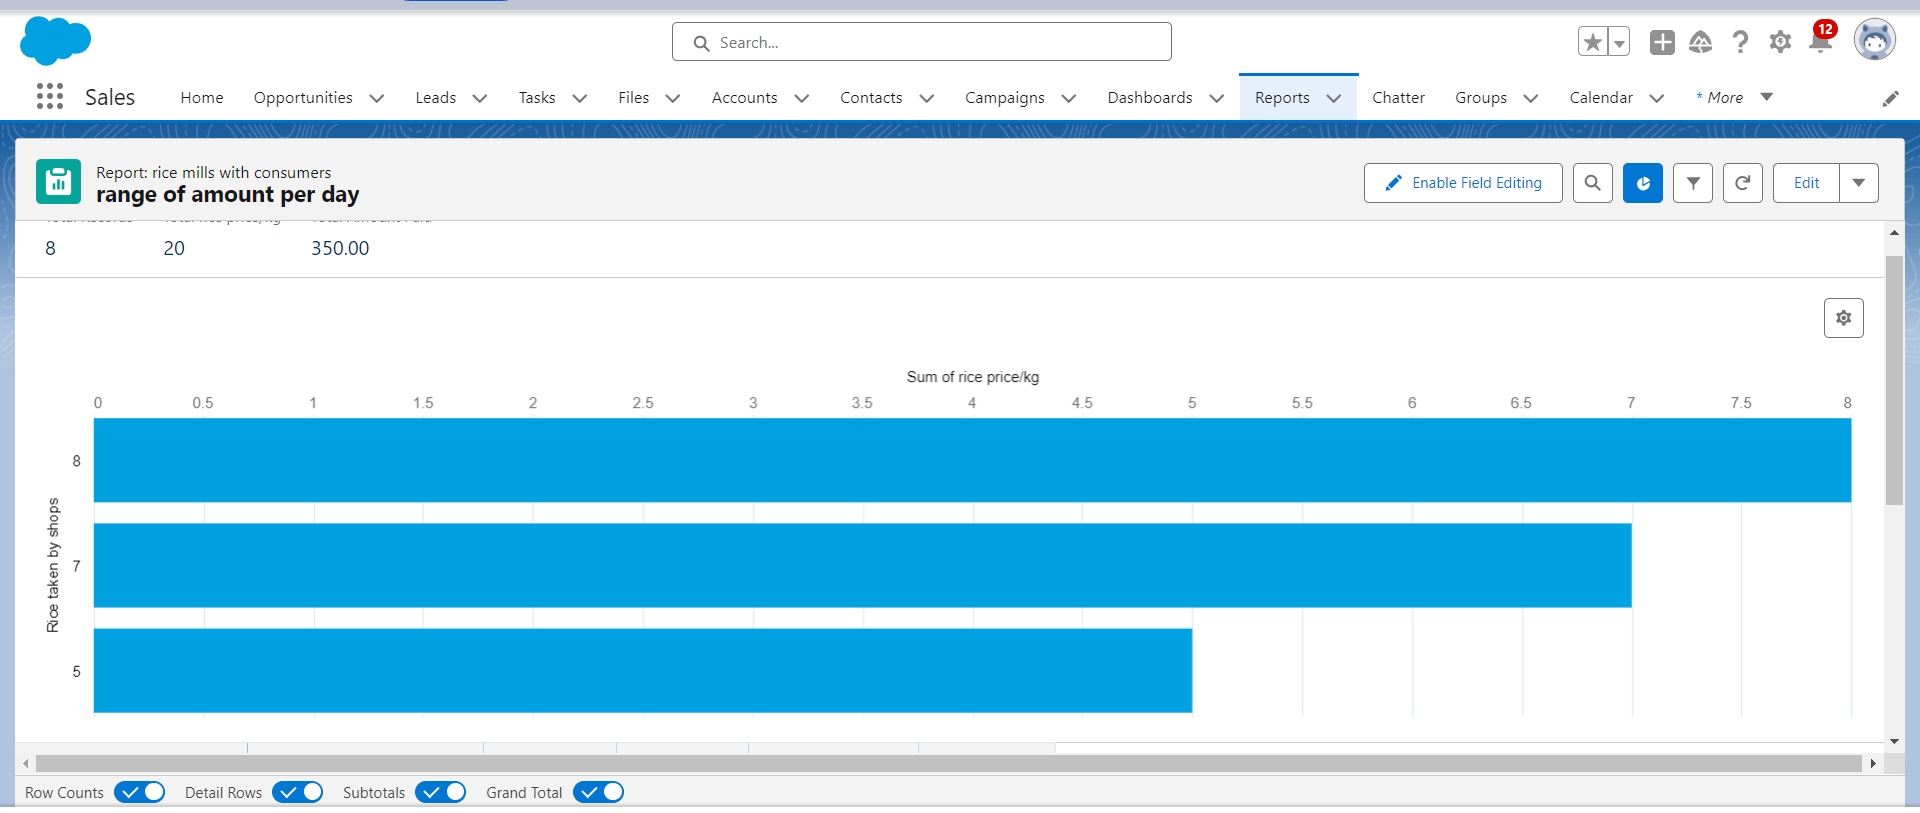 Search...
12
Sales
Home
Opportunities
Leads
Tasks
Files
Accounts
Contacts
Campaigns
Dashboards
Reports
Chatter
Groups
Calendar
* More
Report: rice mills with consumers
range of amount per day
Enable Field Editing
Edit
8
20
350.00
Sum of rice price/kg
0 0.5 1 1.5 2 2.5 3 3.5 4 4.5 5 5.5 6 6.5 7 7.5 8
Rice taken by shops
8
7
5
Row Counts
Detail Rows
Subtotals
Grand Total